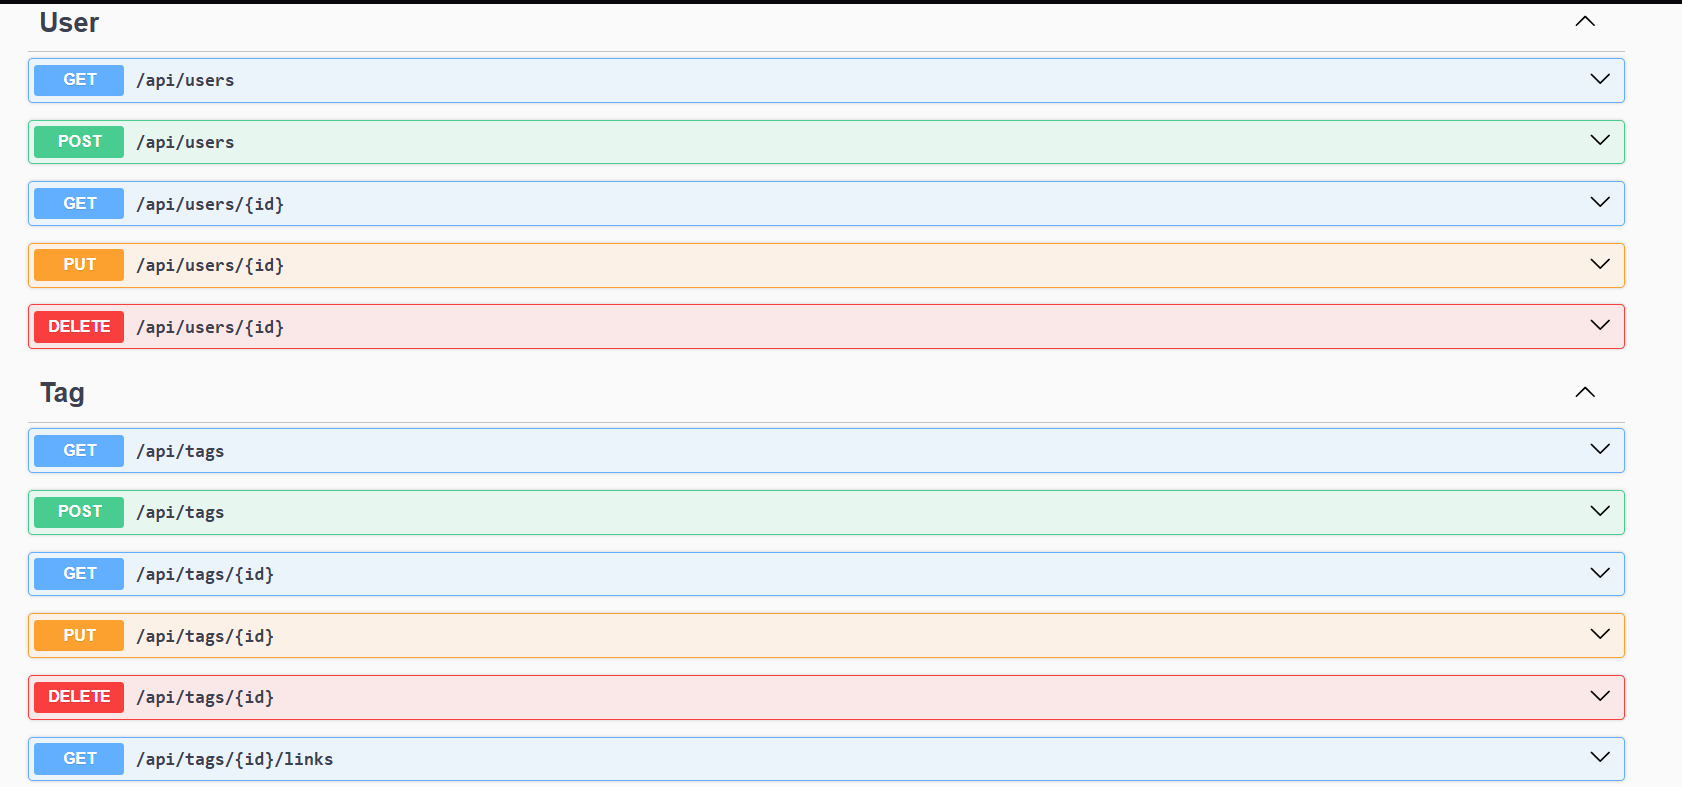 User
GET /api/users
POST /api/users
GET /api/users/{id}
PUT /api/users/{id}
DELETE /api/users/{id}
Tag
GET /api/tags
POST /api/tags
GET /api/tags/{id}
PUT /api/tags/{id}
DELETE /api/tags/{id}
GET /api/tags/{id}/links